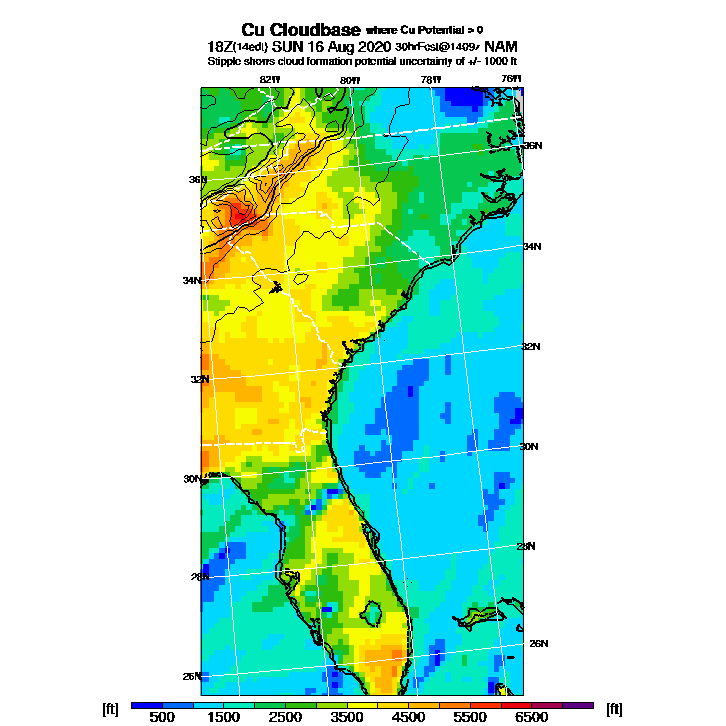 Cu Cloudbase where Cu Potential > 0
18Z(14edt) SUN 16 Aug 2020 30hrFcst@1409z NAM
Stipple shows cloud formation potential uncertainty of +/- 1000 ft
82W 80W 78W 76W
36N
36N
34N
34N
32N
32N
30N
30N
28N
28N
26N
26N
[ft] 500 1500 2500 3500 4500 5500 6500 [ft]